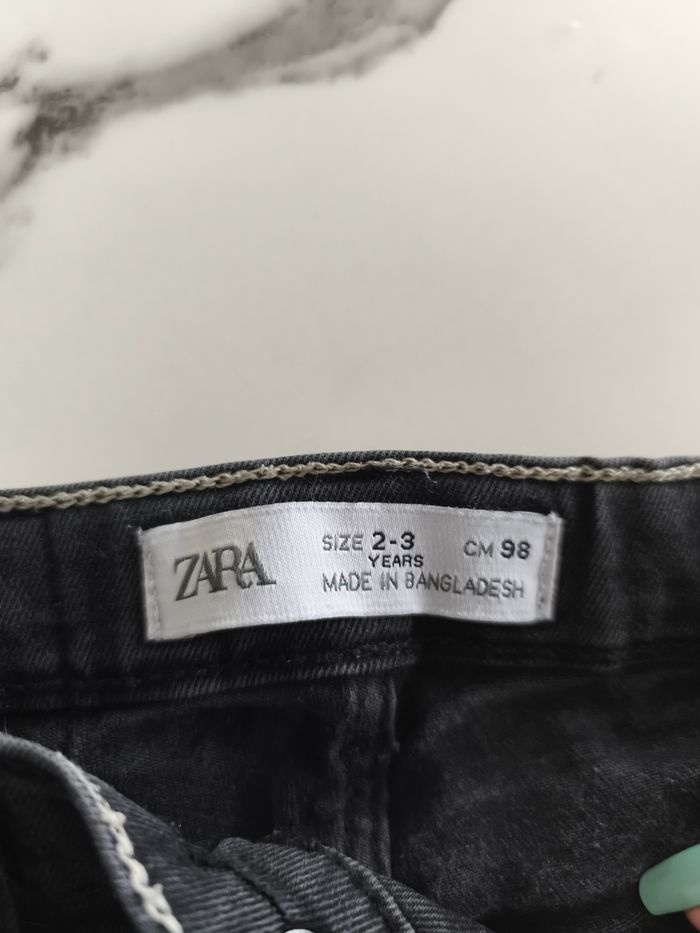 ZARA
SIZE 2-3 CM 98
YEARS
MADE IN BANGLADESH